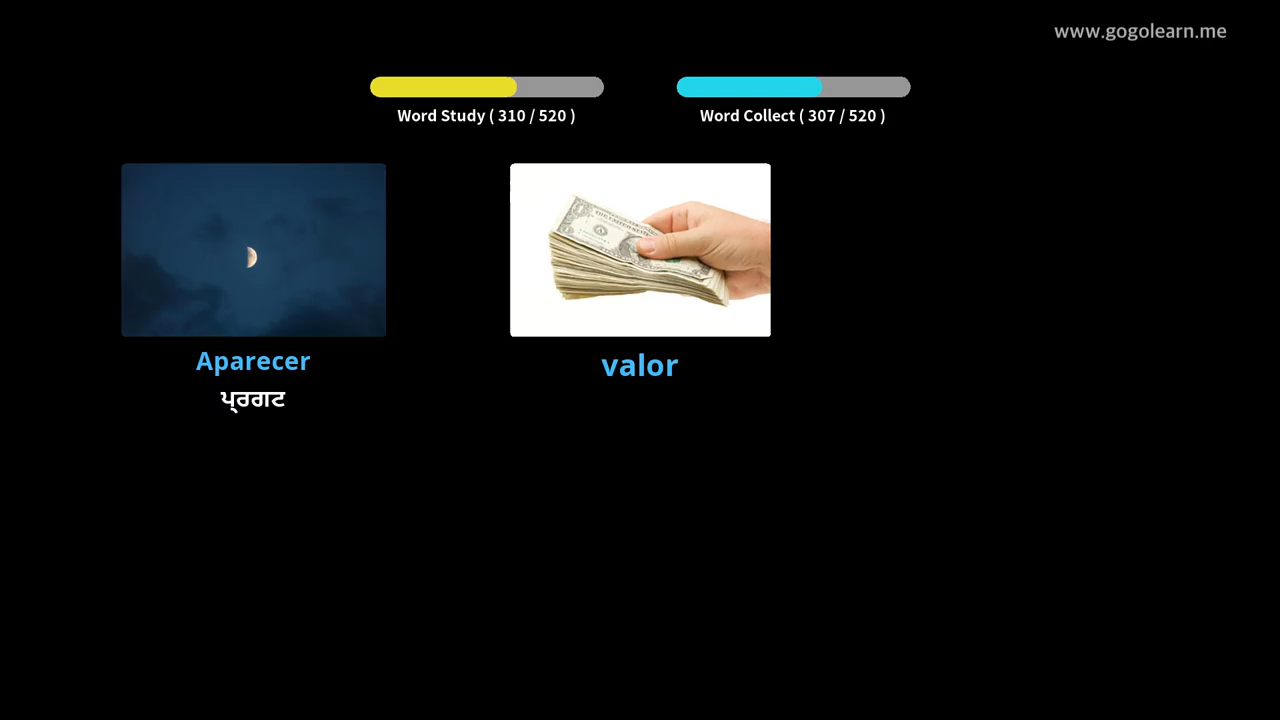 www.gogolearn.me
Word Study ( 310 / 520 )
Word Collect ( 307 / 520 )
Aparecer
ਪ੍ਰਗਟ
valor